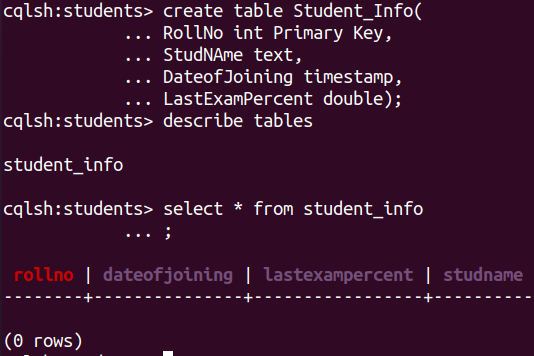 cqlsh:students> create table Student_Info(
... RollNo int Primary Key,
... StudNAme text,
... DateofJoining timestamp,
... LastExamPercent double);
cqlsh:students> describe tables
student_info
cqlsh:students> select * from student_info
... ;
rollno | dateofjoining | lastexampercent | studname
--------+---------------+-----------------+----------
(0 rows)